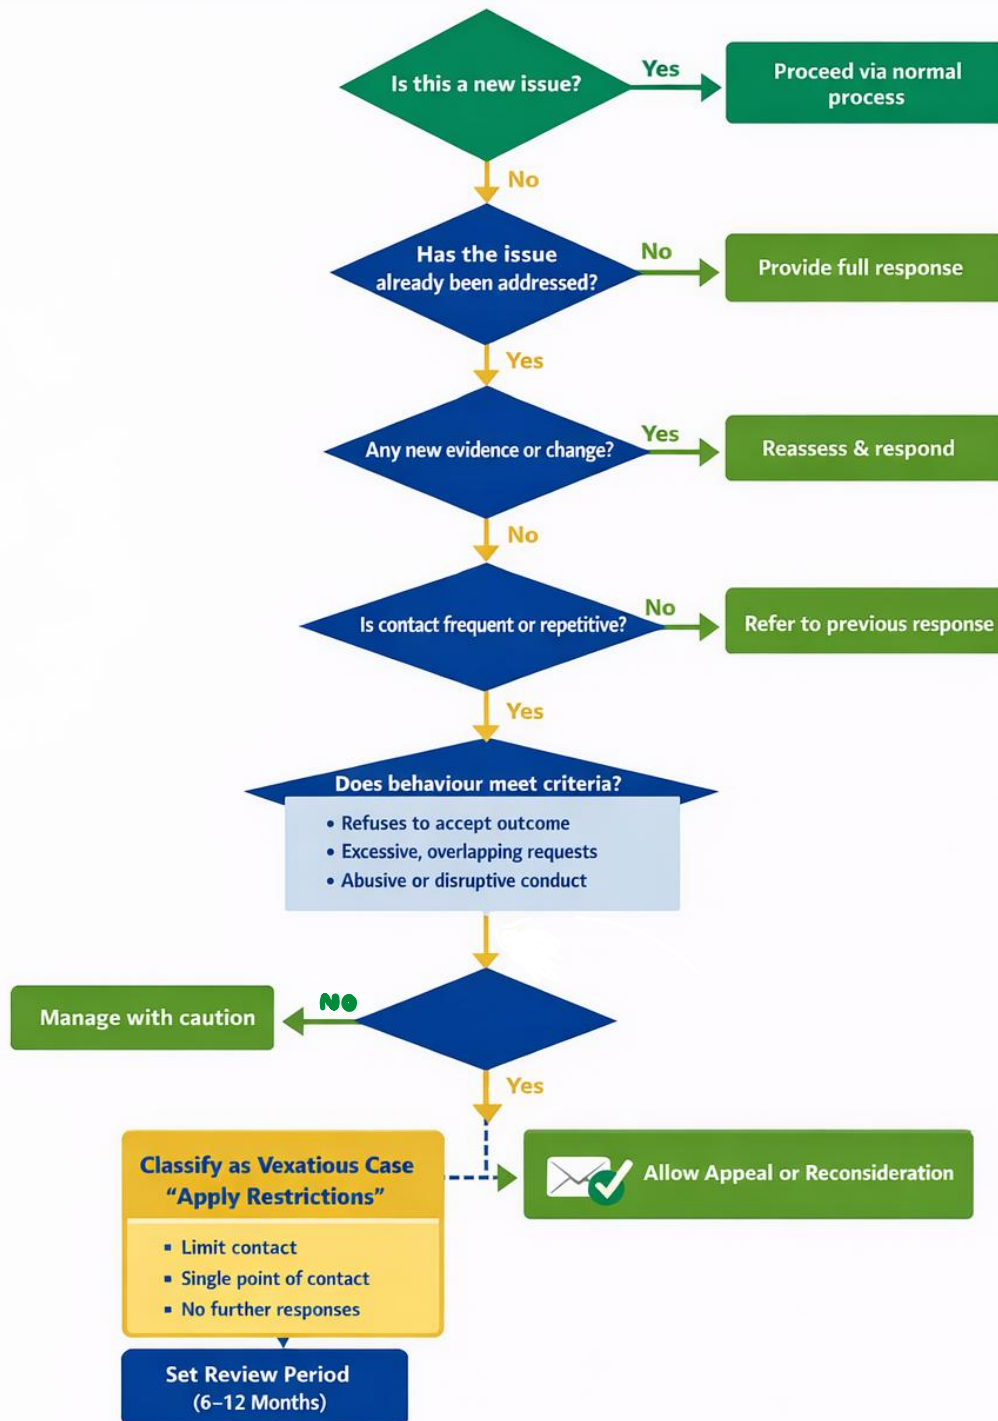 Is this a new issue?
Yes
Proceed via normal
process
No
Has the issue
already been addressed?
No
Provide full response
Yes
Any new evidence or change?
Yes
Reassess & respond
No
Is contact frequent or repetitive?
No
Refer to previous response
Yes
Does behaviour meet criteria?
• Refuses to accept outcome
• Excessive, overlapping requests
• Abusive or disruptive conduct
NO
Manage with caution
Yes
Classify as Vexatious Case
“Apply Restrictions”
▪ Limit contact
▪ Single point of contact
▪ No further responses
Allow Appeal or Reconsideration
Set Review Period
(6–12 Months)